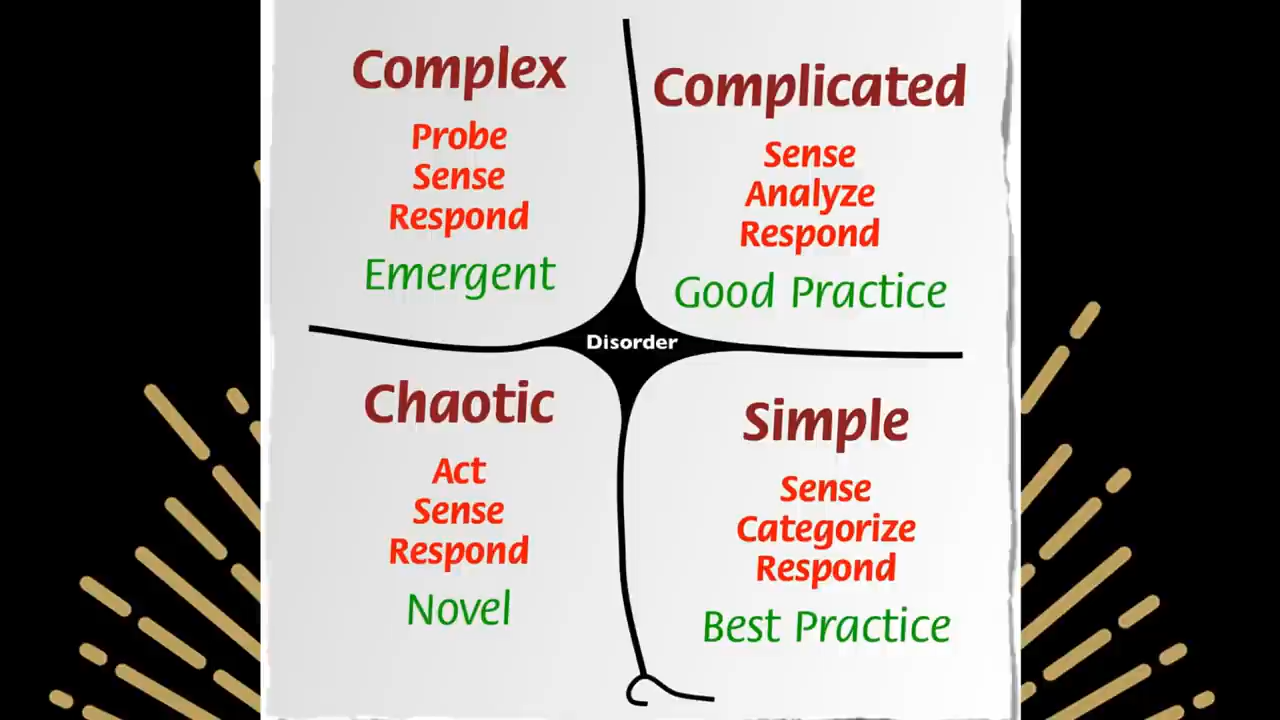 Complex
Probe
Sense
Respond
Emergent
Complicated
Sense
Analyze
Respond
Good Practice
Disorder
Chaotic
Act
Sense
Respond
Novel
Simple
Sense
Categorize
Respond
Best Practice